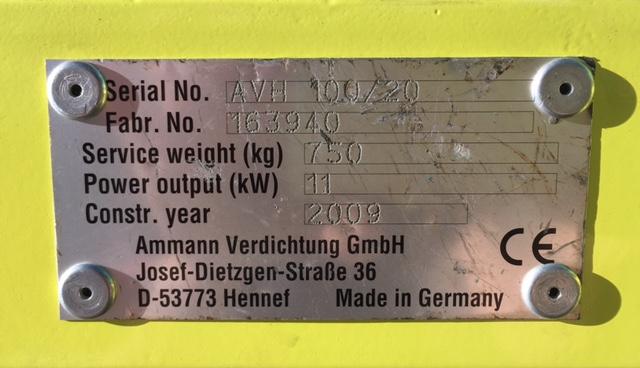 Serial No. AVH 100/20
Fabr. No. 163940
Service weight (kg) 750
Power output (kW) 11
Constr. year 2009
Ammann Verdichtung GmbH
Josef-Dietzgen-Straße 36
D-53773 Hennef Made in Germany
CE